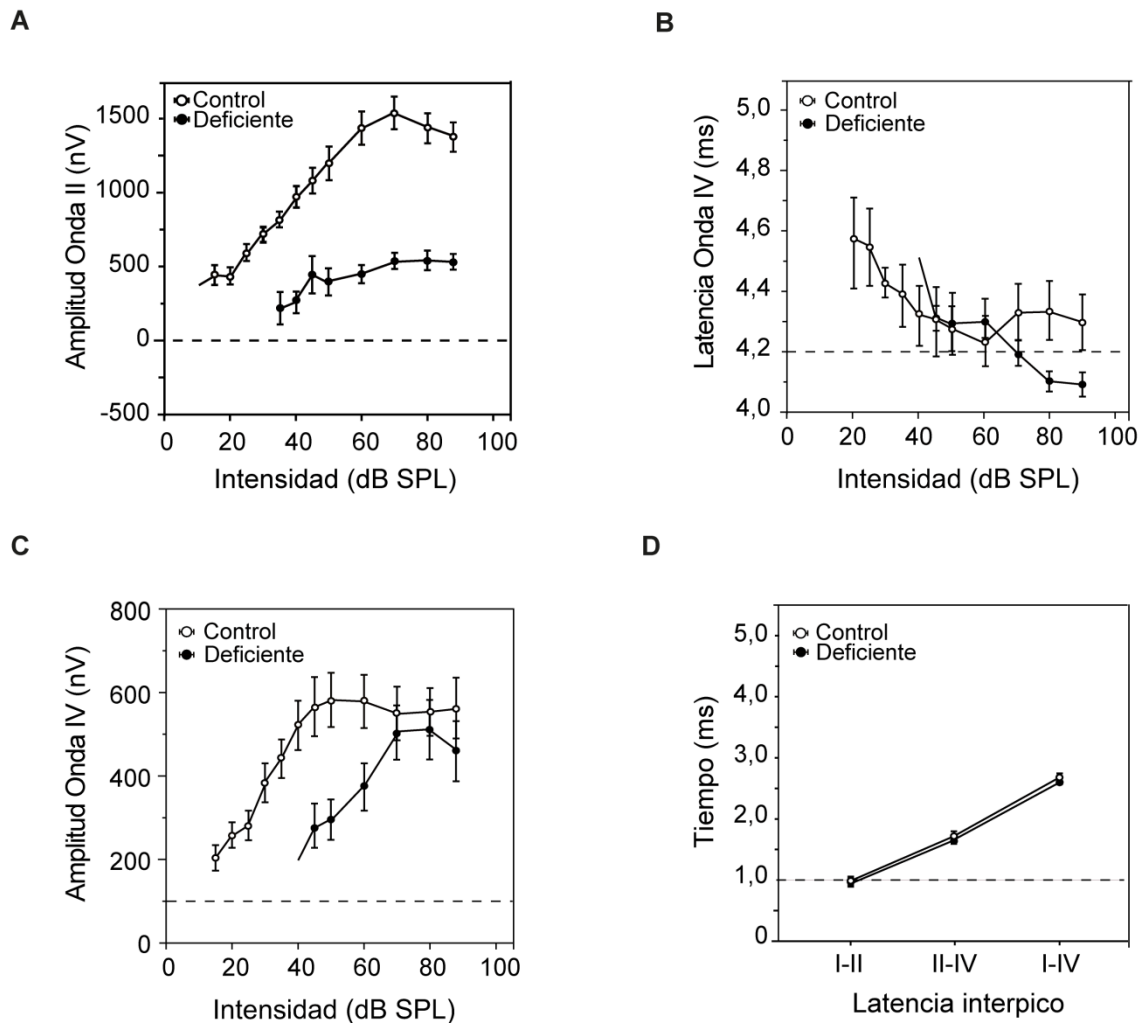 A
Amplitud Onda II (nV)
1500
1000
500
0
-500
Control
Deficiente
0 20 40 60 80 100
Intensidad (dB SPL)
B
Latencia Onda IV (ms)
5,0
4,8
4,6
4,4
4,2
4,0
Control
Deficiente
0 20 40 60 80 100
Intensidad (dB SPL)
C
Amplitud Onda IV (nV)
800
600
400
200
0
Control
Deficiente
0 20 40 60 80 100
Intensidad (dB SPL)
D
Tiempo (ms)
5,0
4,0
3,0
2,0
1,0
0
Control
Deficiente
I-II II-IV I-IV
Latencia interpico